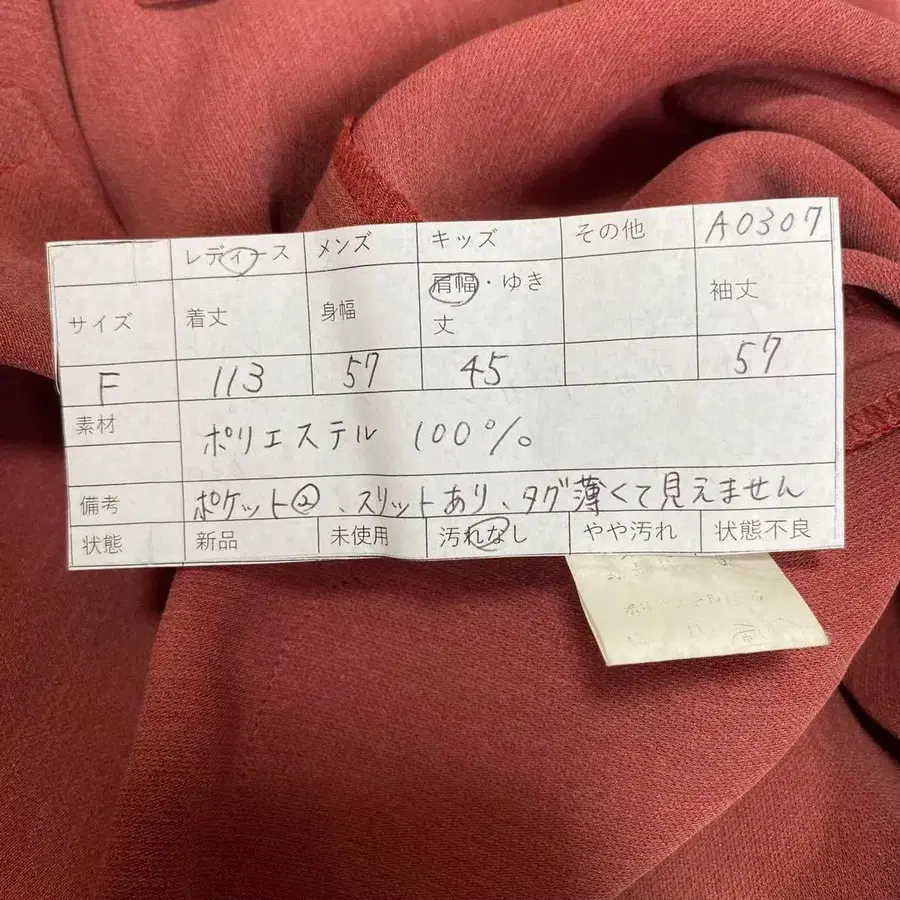 レディース メンズ キッズ その他 A0307
サイズ 着丈 身幅 肩幅・ゆき丈 袖丈
F 113 57 45 57
素材 ポリエステル 100%
備考 ポケット② 、スリットあり、タグ薄くて見えません
状態 新品 未使用 汚れなし やや汚れ 状態不良